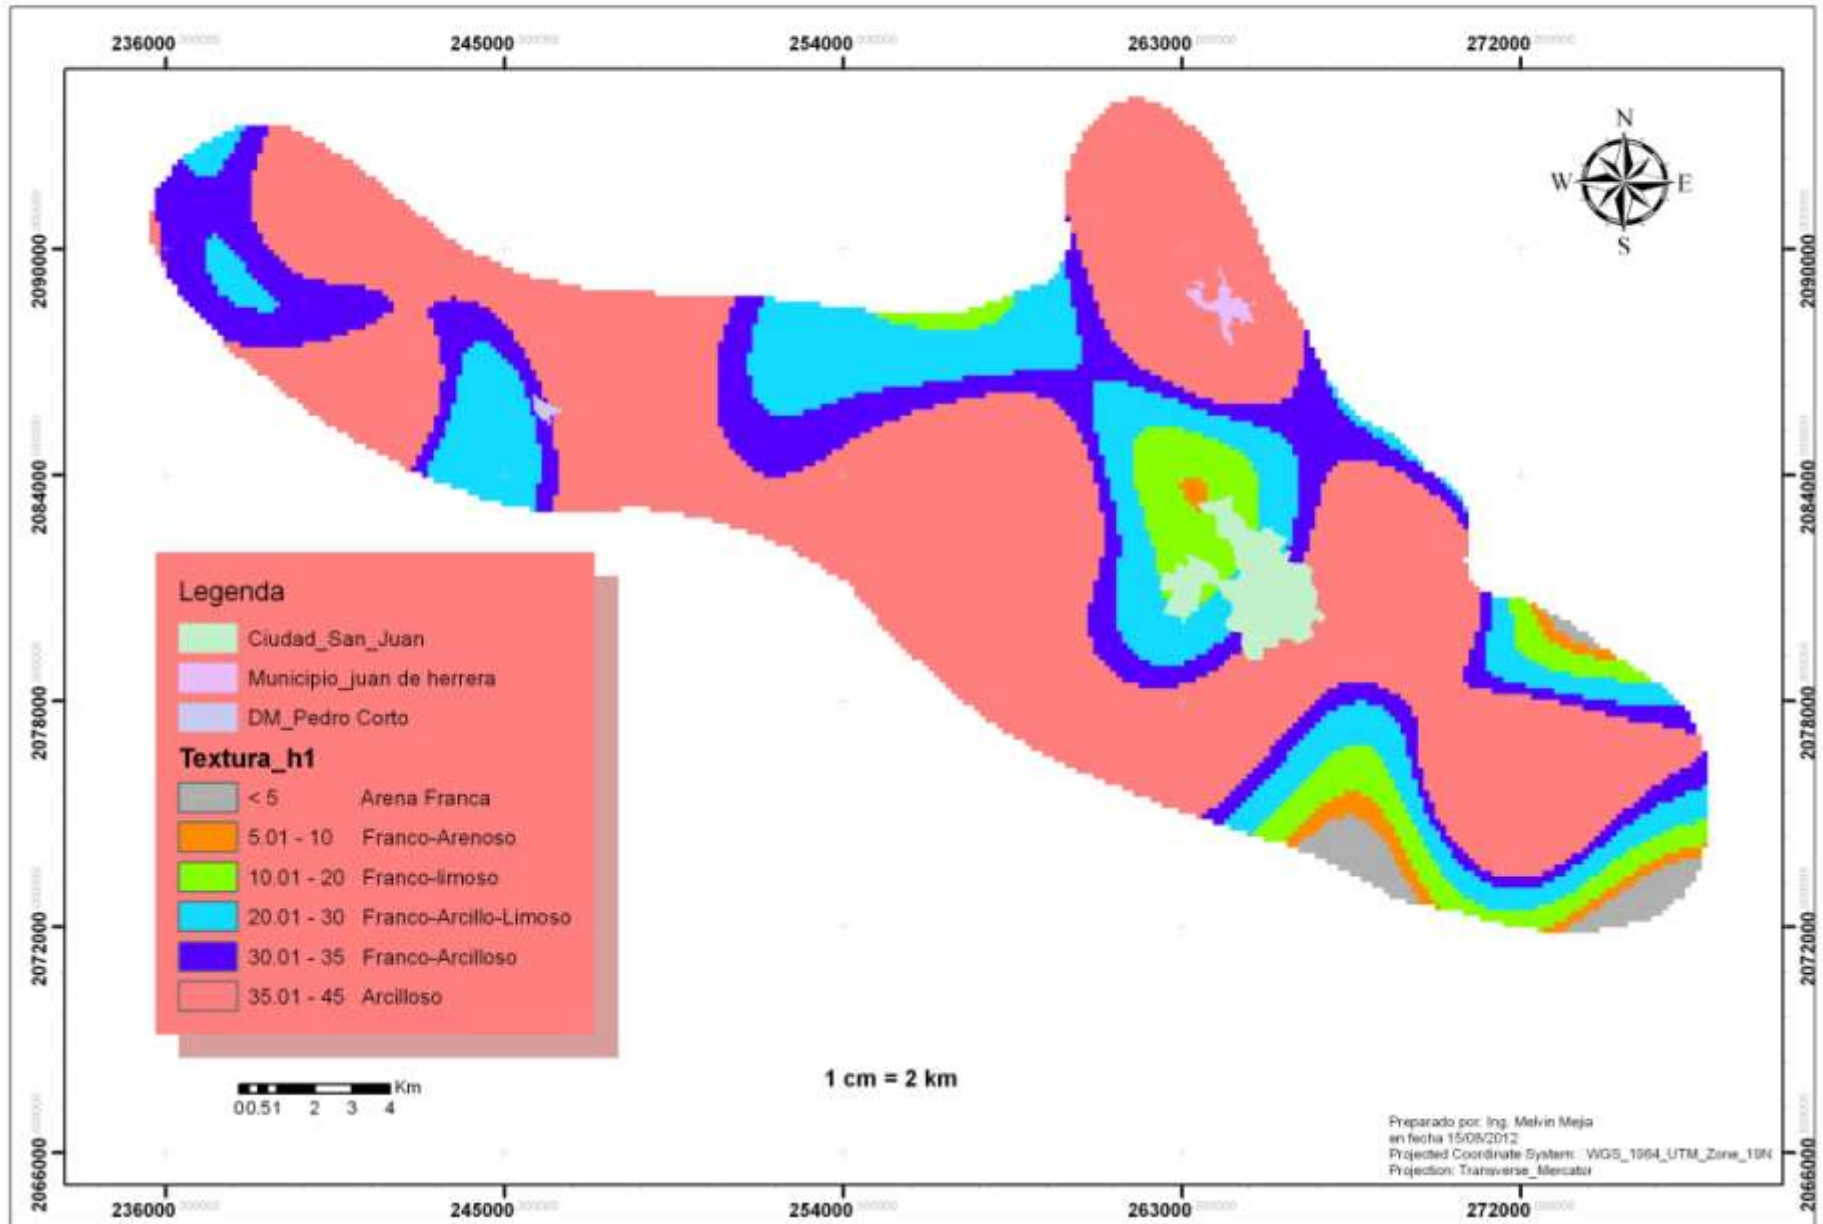 236000 245000 254000 263000 272000
N
W E
S
2090000 2090000
2084000 2084000
2078000 2078000
2072000 2072000
2066000 2066000
Legenda
Ciudad_San_Juan
Municipio_juan de herrera
DM_Pedro Corto
Textura_h1
< 5 Arena Franca
5.01 - 10 Franco-Arenoso
10.01 - 20 Franco-limoso
20.01 - 30 Franco-Arcillo-Limoso
30.01 - 35 Franco-Arcilloso
35.01 - 45 Arcilloso
Km
0 0.5 1 2 3 4
1 cm = 2 km
Preparado por: Ing. Melvin Mejia
en fecha 15/08/2012
Projected Coordinate System: WGS_1984_UTM_Zone_19N
Projection: Transverse_Mercator
236000 245000 254000 263000 272000